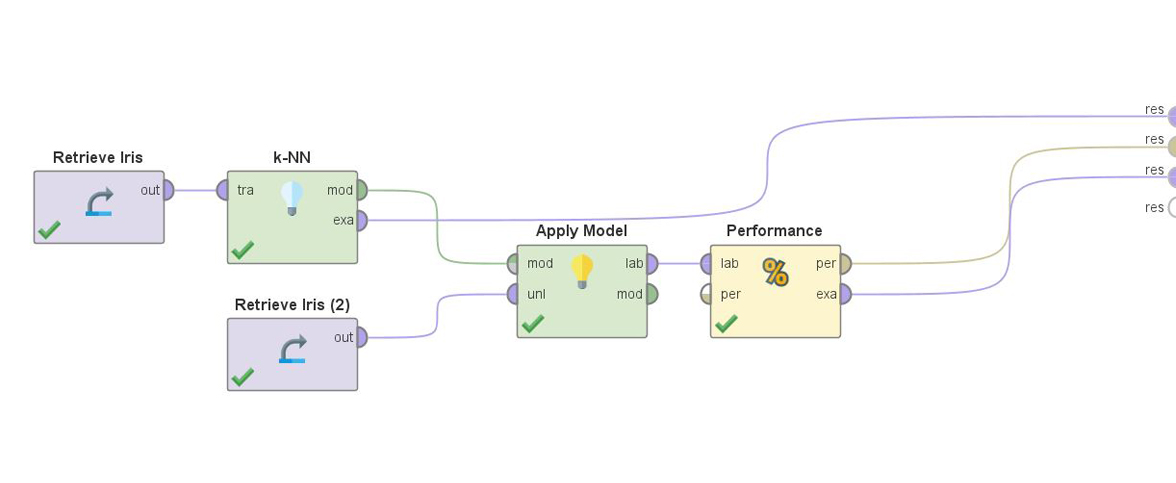 res
res
Retrieve Iris
k-NN
res
out
tra
mod
res
exa
Apply Model
Performance
mod
lab
lab
per
Retrieve Iris (2)
unl
mod
per
exa
out
%